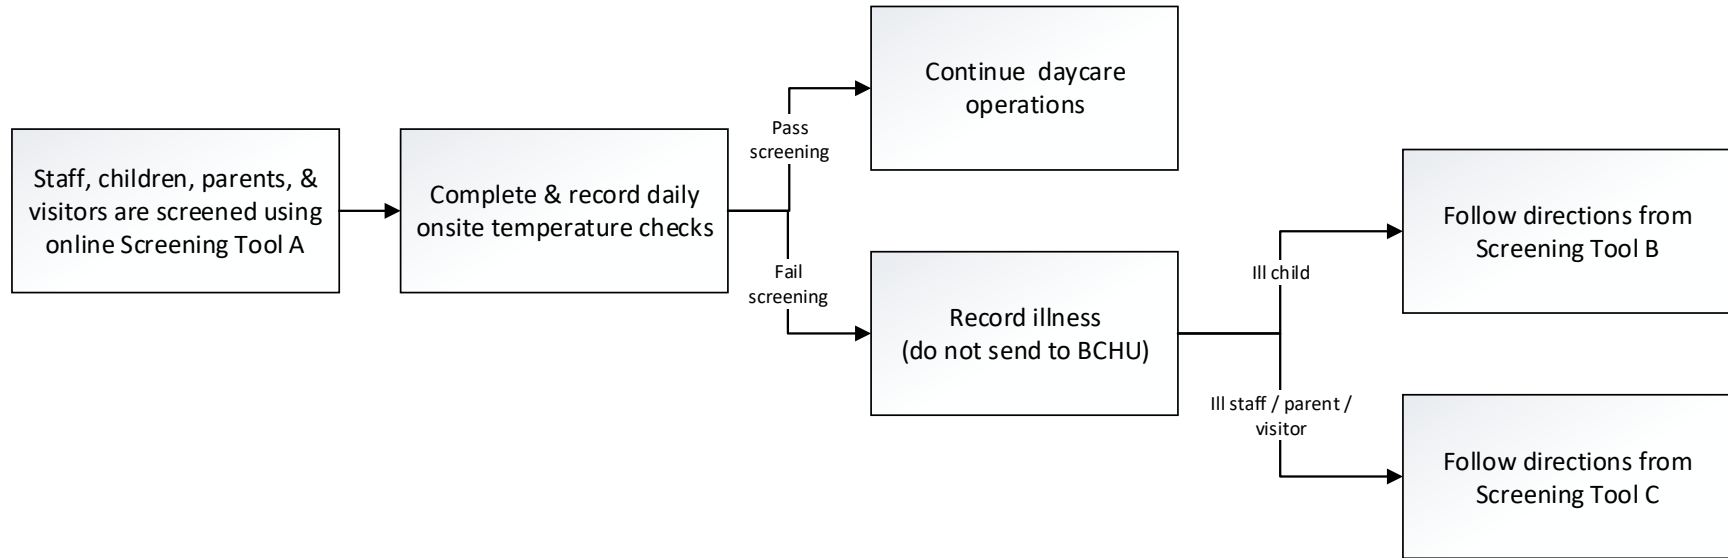 Staff, children, parents, &
visitors are screened using
online Screening Tool A
Complete & record daily
onsite temperature checks
Pass
screening
Continue daycare
operations
Fail
screening
Record illness
(do not send to BCHU)
Ill child
Follow directions from
Screening Tool B
Ill staff / parent /
visitor
Follow directions from
Screening Tool C